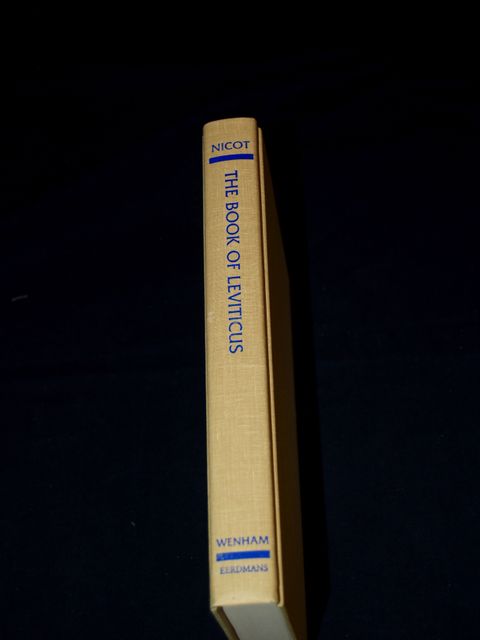 NICOT
THE BOOK OF LEVITICUS
WENHAM
EERDMANS